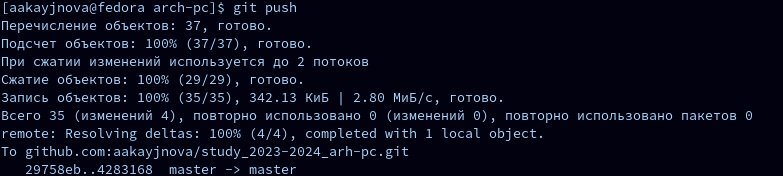 [aakayjnova@fedora arch-pc]$ git push
Перечисление объектов: 37, готово.
Подсчет объектов: 100% (37/37), готово.
При сжатии изменений используется до 2 потоков
Сжатие объектов: 100% (29/29), готово.
Запись объектов: 100% (35/35), 342.13 КиБ | 2.80 МиБ/с, готово.
Всего 35 (изменений 4), повторно использовано 0 (изменений 0), повторно использовано пакетов 0
remote: Resolving deltas: 100% (4/4), completed with 1 local object.
To github.com:aakayjnova/study_2023-2024_arh-pc.git
   29758eb..4283168  master -> master